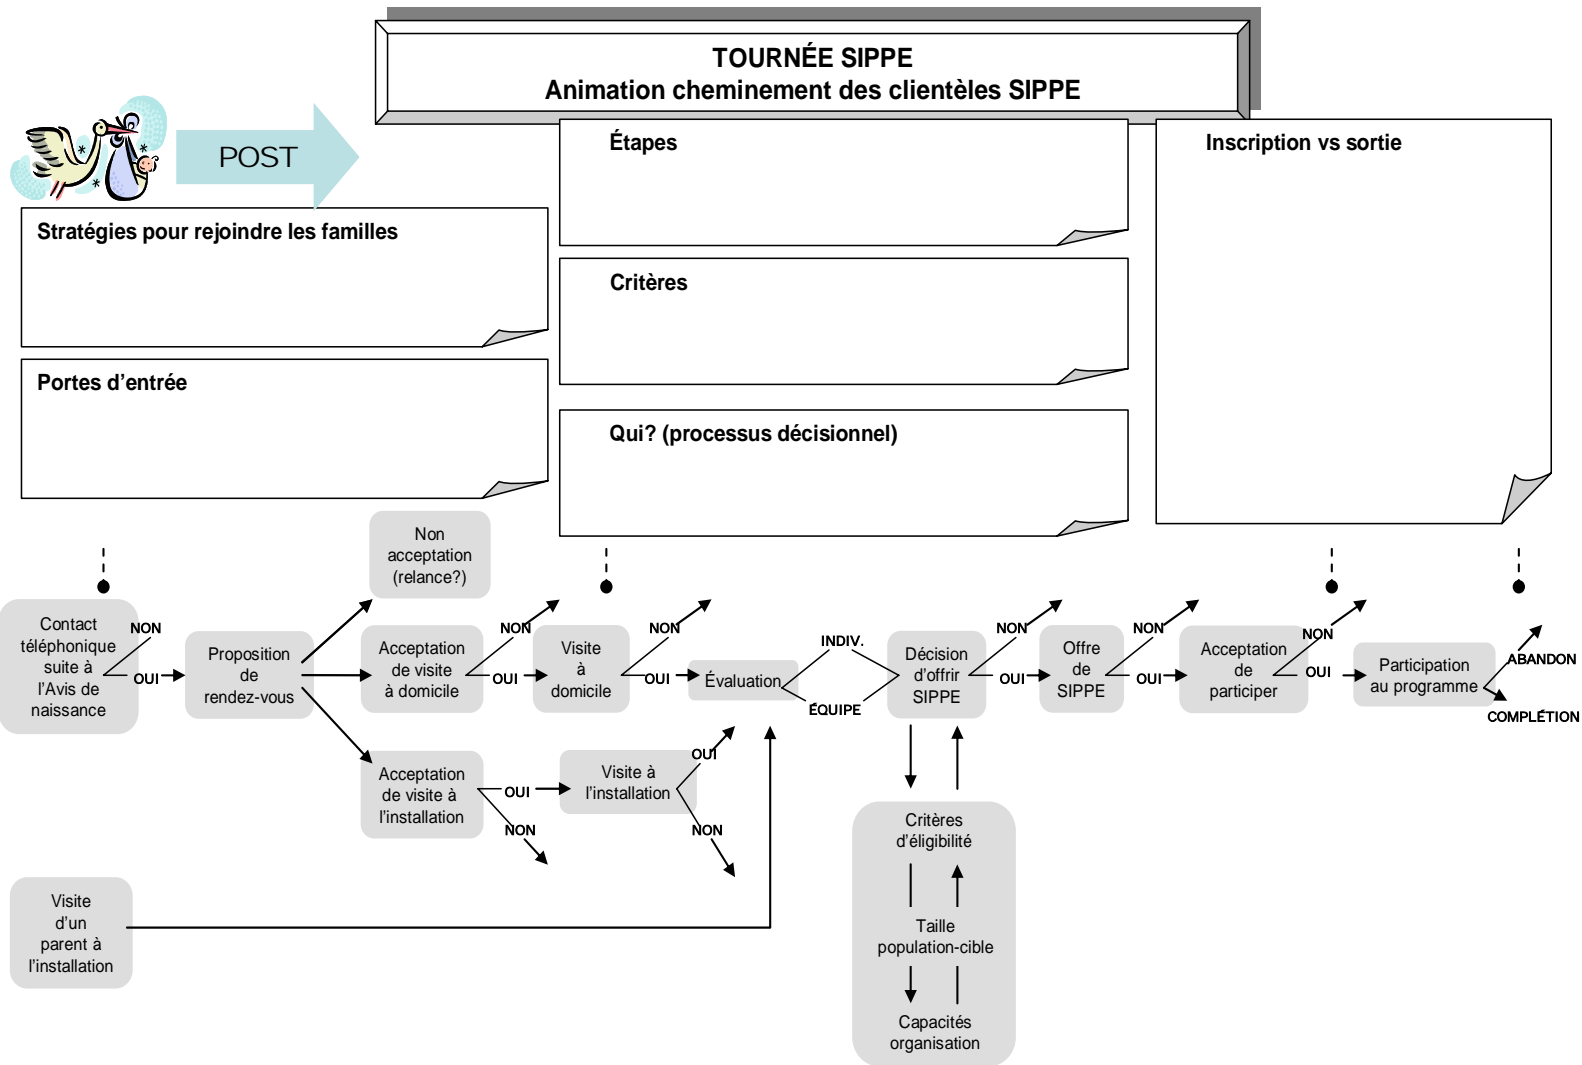 TOURNÉE SIPPE
Animation cheminement des clientèles SIPPE
POST
Stratégies pour rejoindre les familles
Portes d'entrée
Étapes
Critères
Qui? (processus décisionnel)
Inscription vs sortie
Contact
téléphonique
suite à
l'Avis de
naissance
NON
OUI
Proposition
de
rendez-vous
Non
acceptation
(relance?)
Acceptation
de visite
à domicile
NON
OUI
Visite
à
domicile
NON
OUI
Évaluation
INDIV.
ÉQUIPE
Décision
d'offrir
SIPPE
NON
OUI
Offre
de
SIPPE
NON
OUI
Acceptation
de
participer
NON
OUI
Participation
au programme
ABANDON
COMPLÉTION
Acceptation
de visite à
l'installation
OUI
NON
Visite à
l'installation
OUI
NON
Visite
d'un
parent à
l'installation
Critères
d'éligibilité
Taille
population-cible
Capacités
organisation